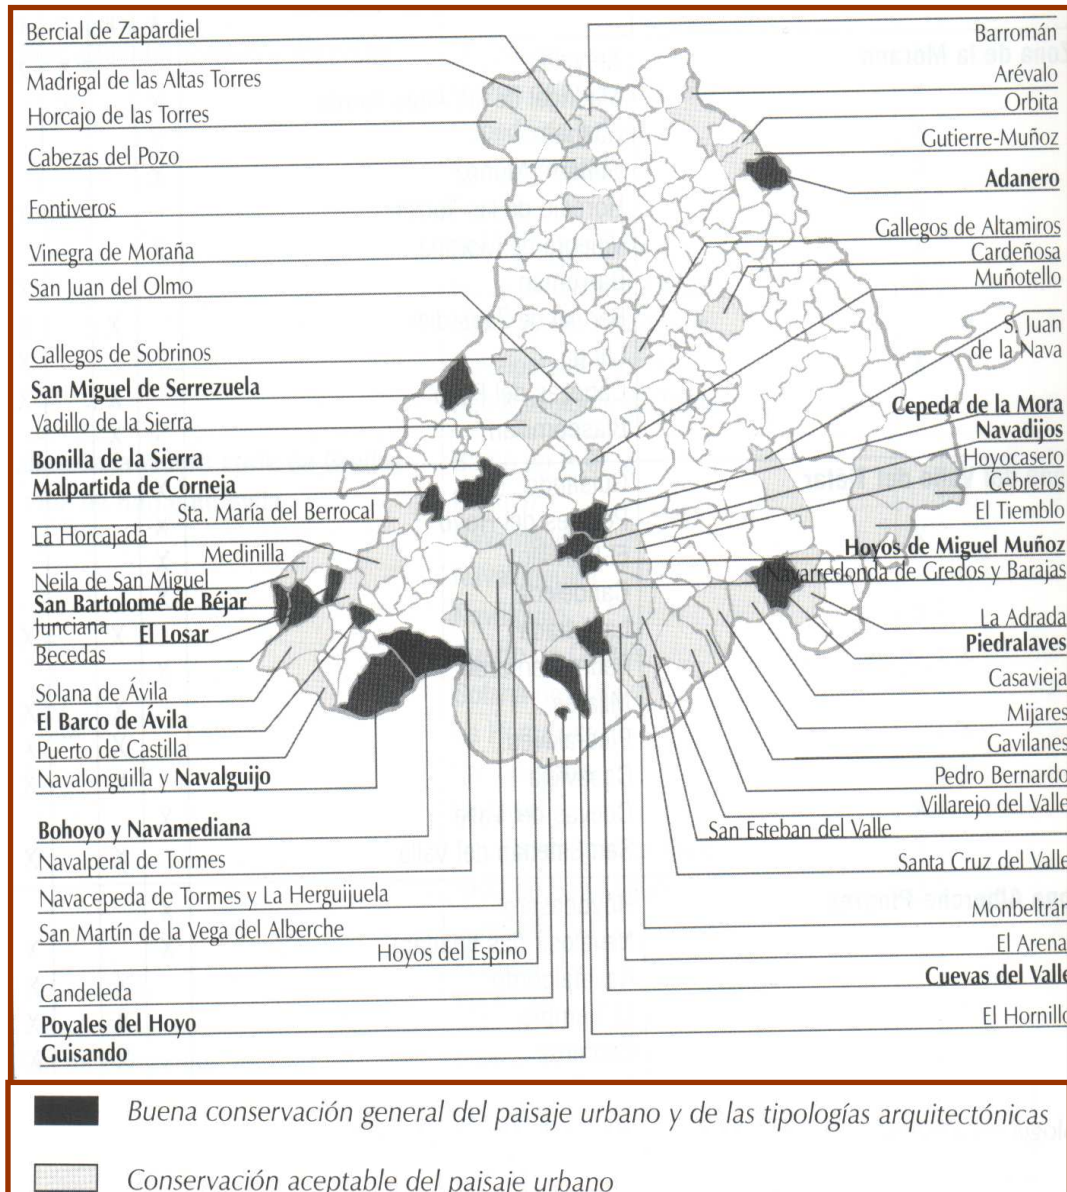 Bercial de Zapardiel
Madrigal de las Altas Torres
Horcajo de las Torres
Cabezas del Pozo
Fontiveros
Vinegra de Moraña
San Juan del Olmo
Gallegos de Sobrinos
San Miguel de Serrezuela
Vadillo de la Sierra
Bonilla de la Sierra
Malpartida de Corneja
Sta. María del Berrocal
La Horcajada
Medinilla
Neila de San Miguel
San Bartolomé de Béjar
Junciana
El Losar
Becedas
Solana de Ávila
El Barco de Ávila
Puerto de Castilla
Navalonguilla y Navalguijo
Bohoyo y Navamediana
Navalperal de Tormes
Navacepeda de Tormes y La Herguijuela
San Martín de la Vega del Alberche
Hoyos del Espino
Candeleda
Poyales del Hoyo
Guisando
Barromán
Arévalo
Orbita
Gutierre-Muñoz
Adanero
Gallegos de Altamiros
Cardeñosa
Muñotello
S. Juan
de la Nava
Cepeda de la Mora
Navadijos
Hoyocasero
Cebreros
El Tiemblo
Hoyos de Miguel Muñoz
Navarredonda de Gredos y Barajas
La Adrada
Piedralaves
Casavieja
Mijares
Gavilanes
Pedro Bernardo
Villarejo del Valle
San Esteban del Valle
Santa Cruz del Valle
Monbeltrán
El Arena
Cuevas del Valle
El Hornillo
Buena conservación general del paisaje urbano y de las tipologías arquitectónicas
Conservación aceptable del paisaje urbano